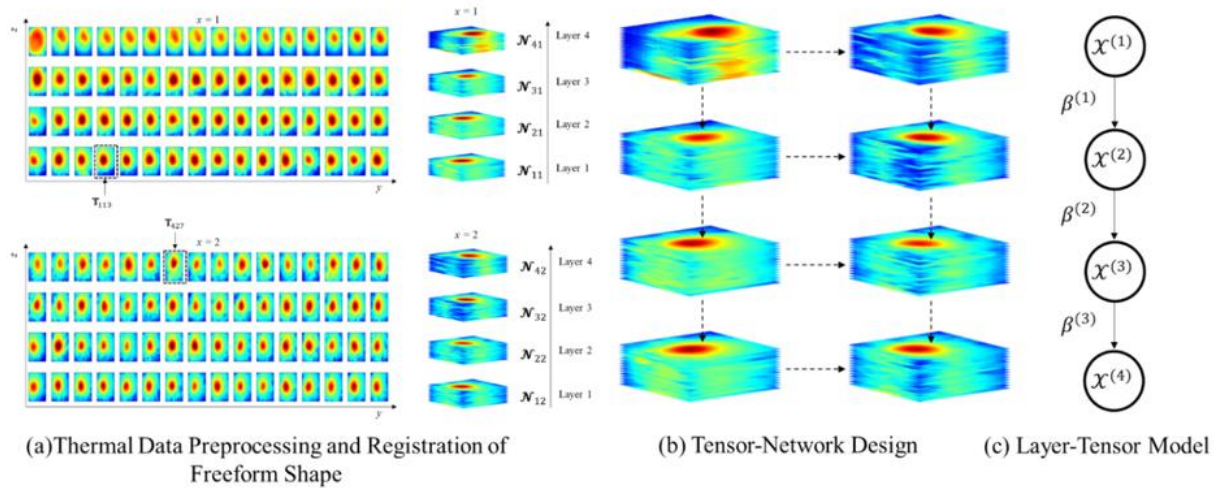 x = 1
z
y
T₁₁₃
x = 1
𝓝₄₁ Layer 4
𝓝₃₁ Layer 3
𝓝₂₁ Layer 2
𝓝₁₁ Layer 1
T₄₂₇
x = 2
z
y
x = 2
𝓝₄₂ Layer 4
𝓝₃₂ Layer 3
𝓝₂₂ Layer 2
𝓝₁₂ Layer 1
𝒳⁽¹⁾
β⁽¹⁾
𝒳⁽²⁾
β⁽²⁾
𝒳⁽³⁾
β⁽³⁾
𝒳⁽⁴⁾
(a)Thermal Data Preprocessing and Registration of
Freeform Shape
(b) Tensor-Network Design
(c) Layer-Tensor Model